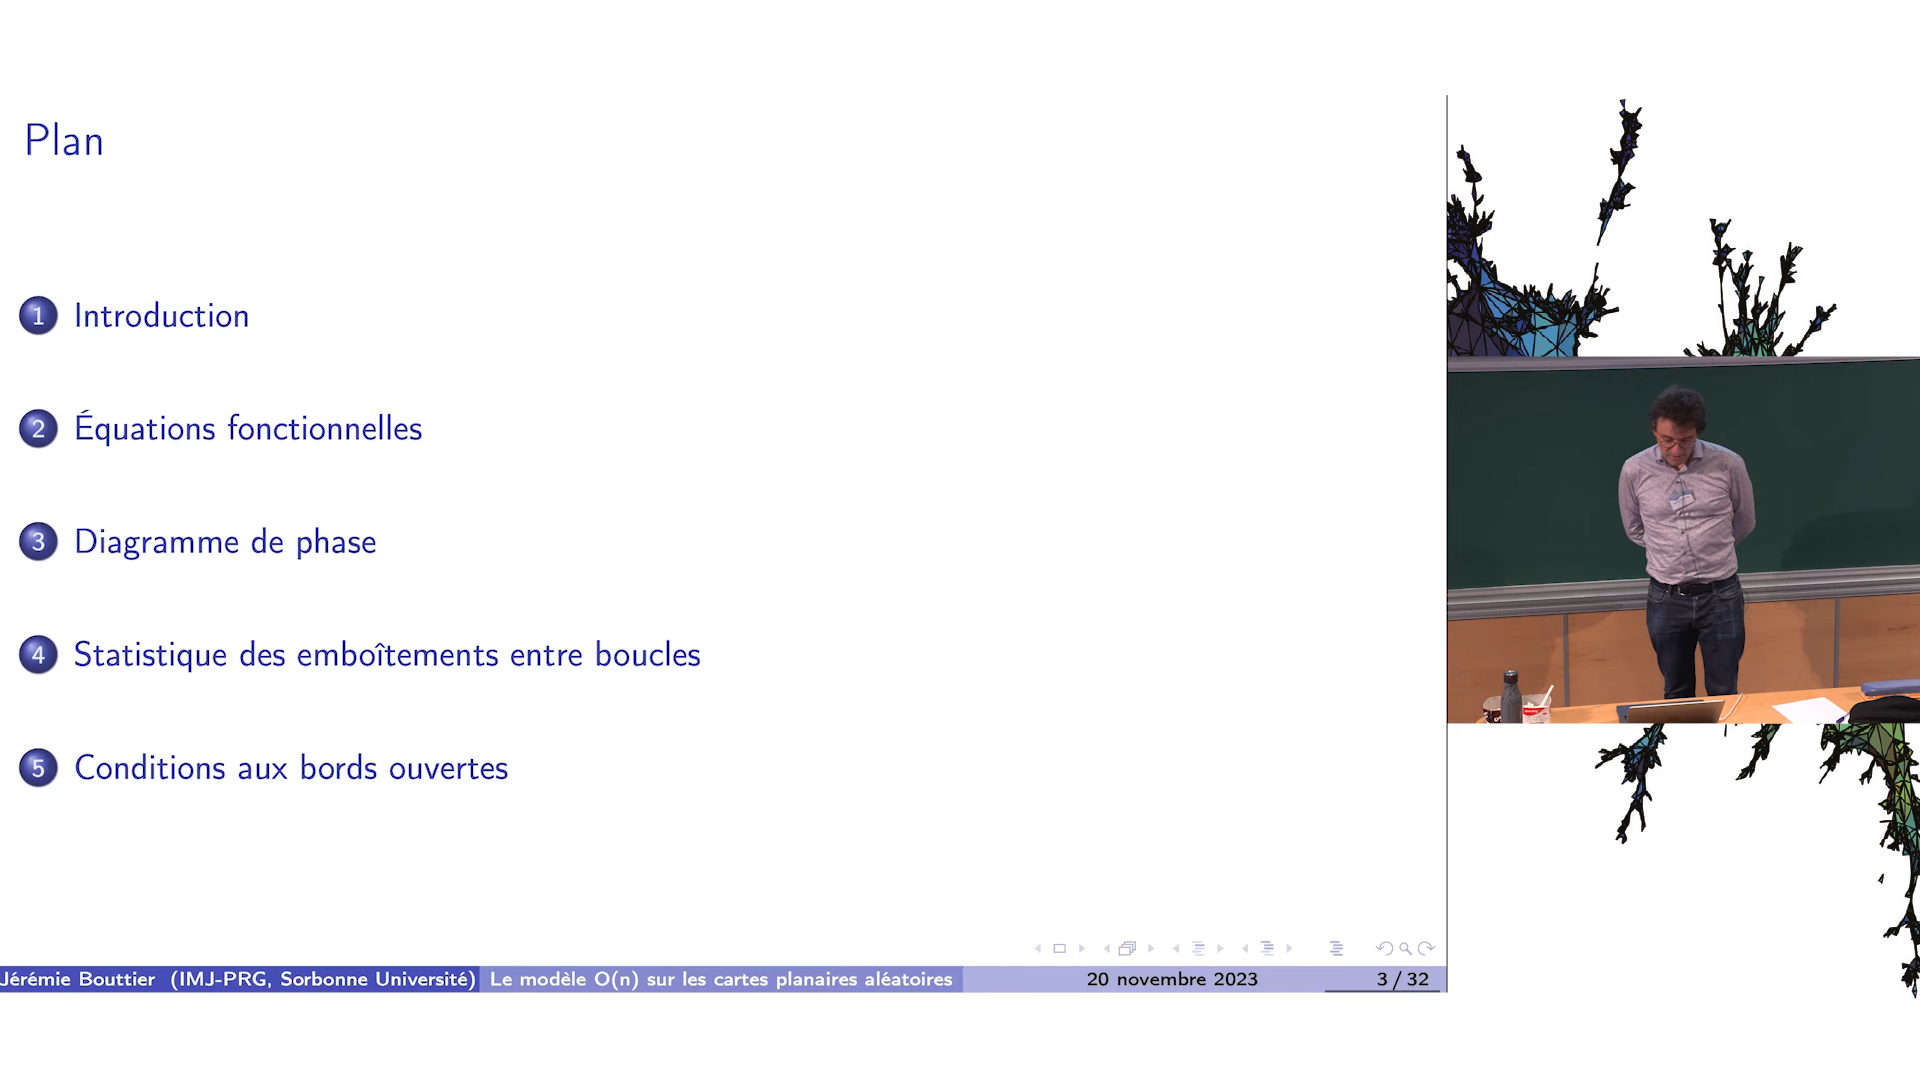 Plan
1 Introduction
2 Équations fonctionnelles
3 Diagramme de phase
4 Statistique des emboîtements entre boucles
5 Conditions aux bords ouvertes
Jérémie Bouttier (IMJ-PRG, Sorbonne Université) Le modèle O(n) sur les cartes planaires aléatoires 20 novembre 2023 3 / 32